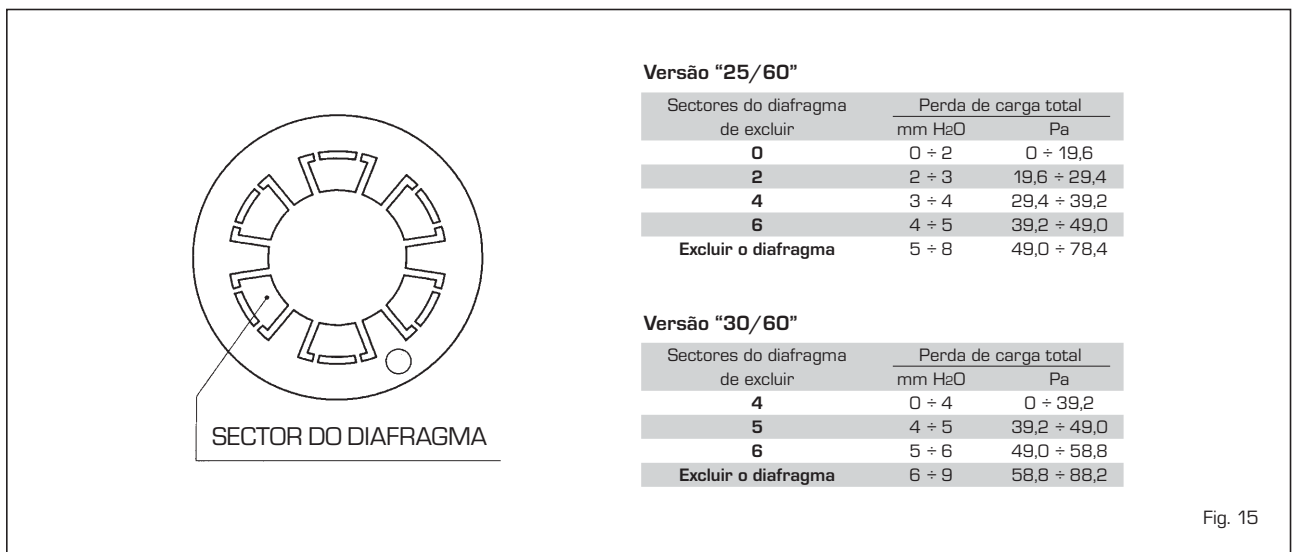 SECTOR DO DIAFRAGMA
Versão “25/60”
Sectores do diafragma Perda de carga total
de excluir mm H2O Pa
0 0 ÷ 2 0 ÷ 19,6
2 2 ÷ 3 19,6 ÷ 29,4
4 3 ÷ 4 29,4 ÷ 39,2
6 4 ÷ 5 39,2 ÷ 49,0
Excluir o diafragma 5 ÷ 8 49,0 ÷ 78,4
Versão “30/60”
Sectores do diafragma Perda de carga total
de excluir mm H2O Pa
4 0 ÷ 4 0 ÷ 39,2
5 4 ÷ 5 39,2 ÷ 49,0
6 5 ÷ 6 49,0 ÷ 58,8
Excluir o diafragma 6 ÷ 9 58,8 ÷ 88,2
Fig. 15